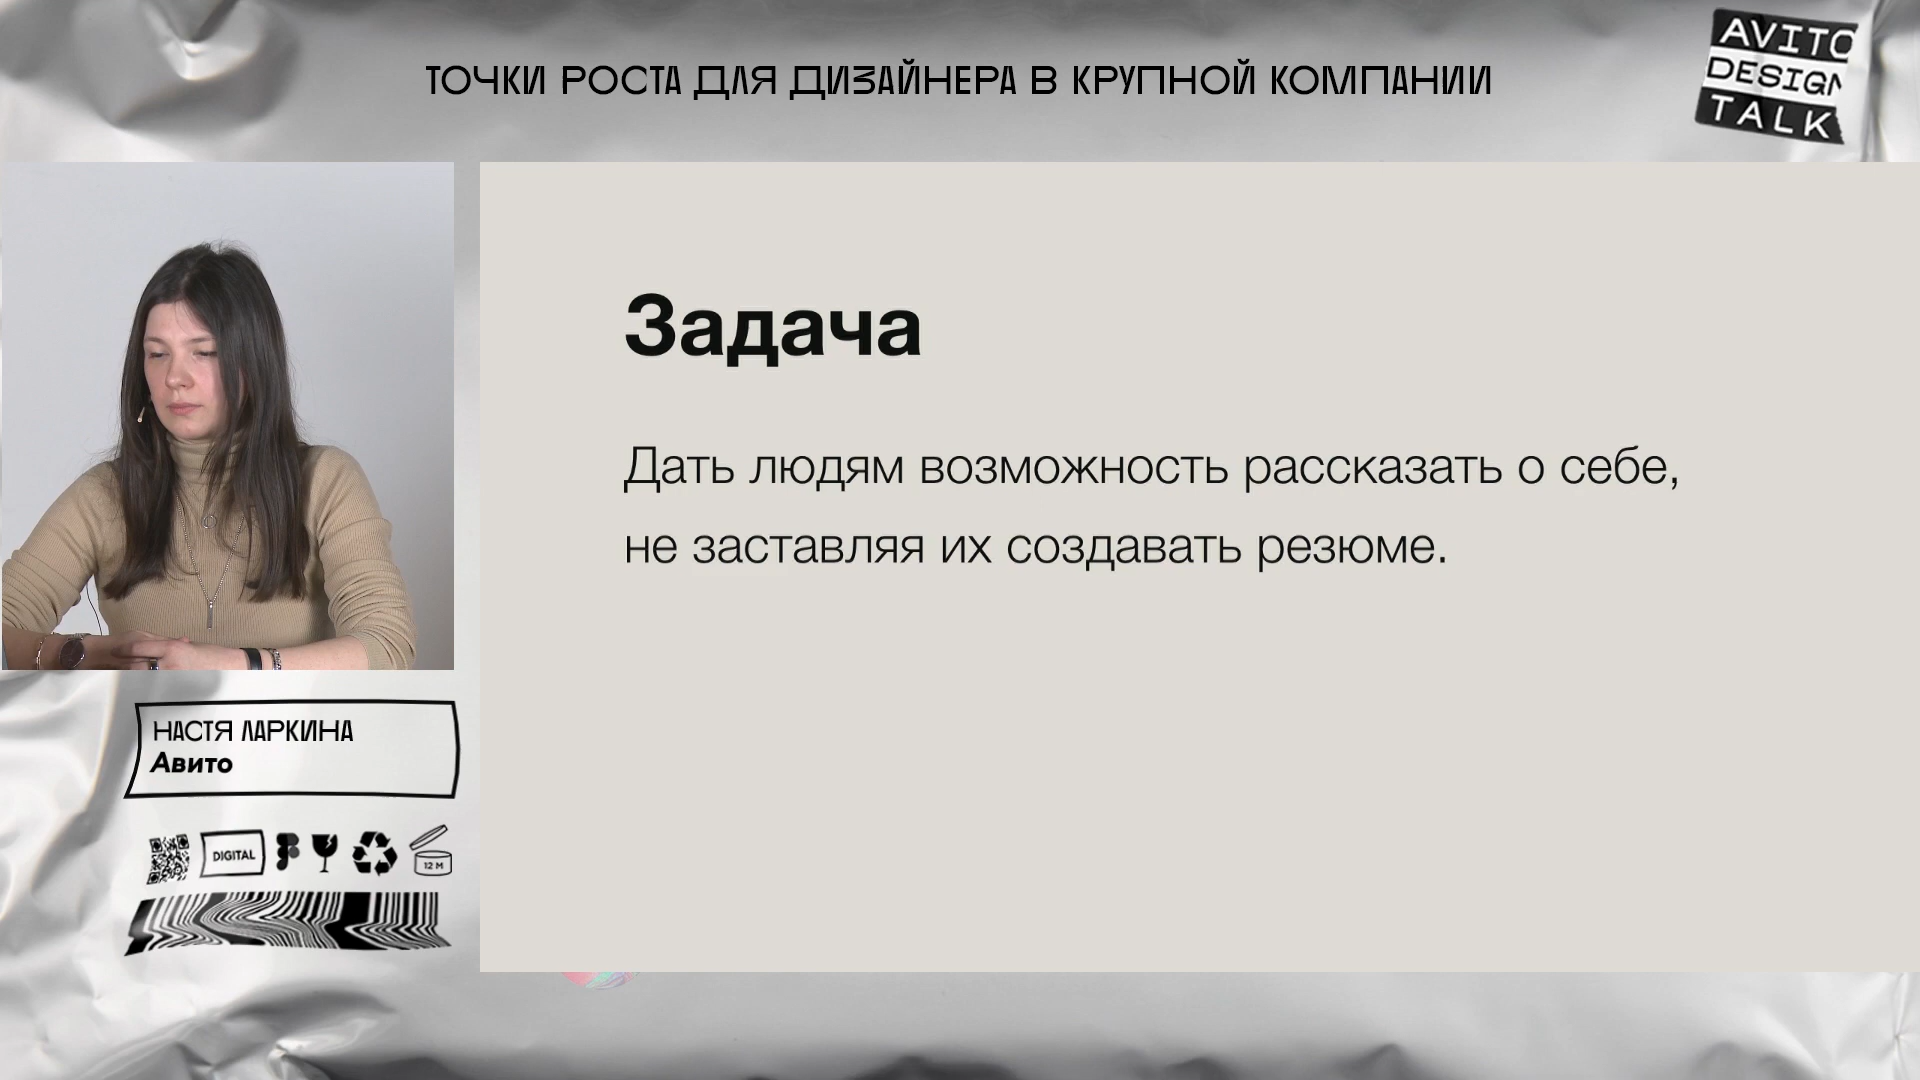 ТОЧКИ РОСТА ДЛЯ ДИЗАЙНЕРА В КРУПНОЙ КОМПАНИИ
AVITO
DESIGN
TALK
Задача
Дать людям возможность рассказать о себе,
не заставляя их создавать резюме.
НАСТЯ ЛАРКИНА
Авито
DIGITAL
12 M